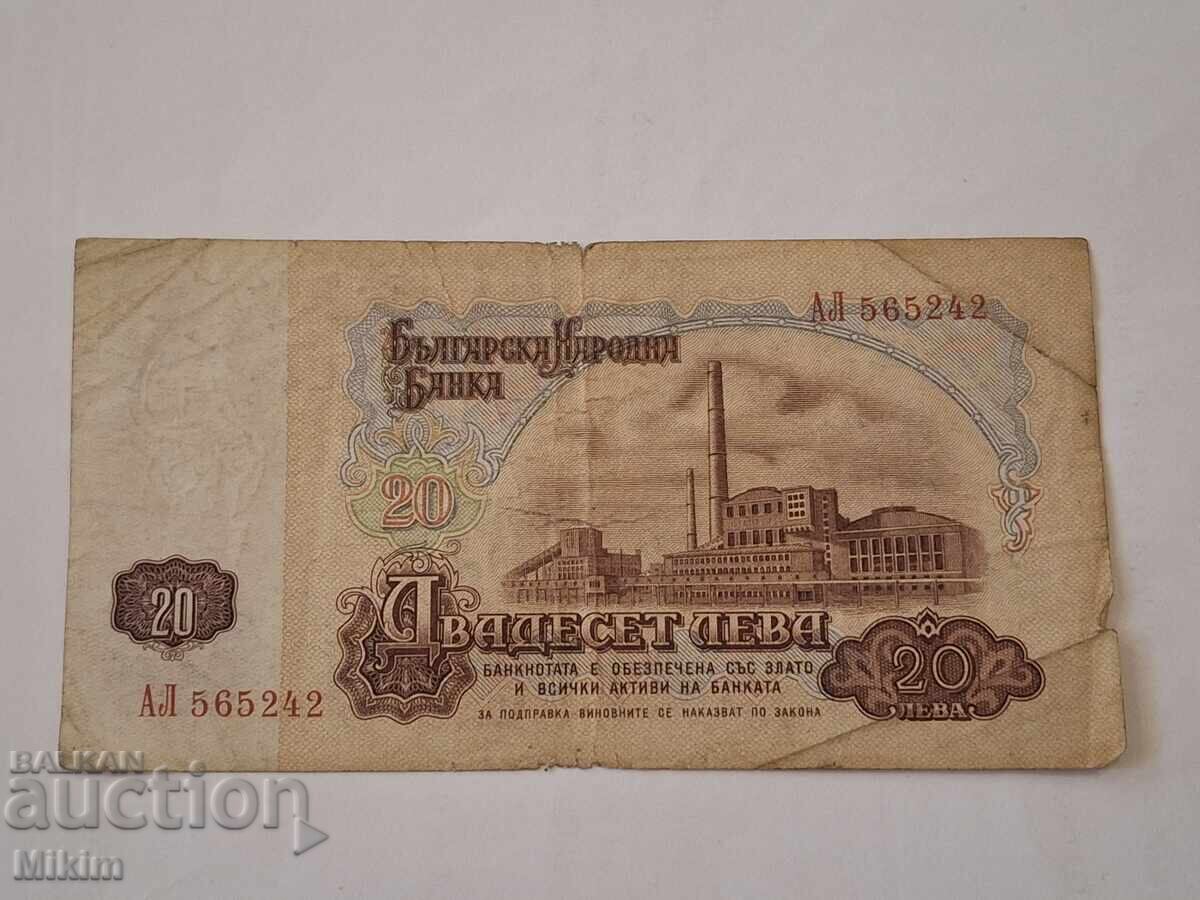 АЛ 565242
Българска Народна
Банка
20
Двадесет лева
20
БАНКНОТАТА Е ОБЕЗПЕЧЕНА СЪС ЗЛАТО
И ВСИЧКИ АКТИВИ НА БАНКАТА
20
ЛЕВА
АЛ 565242
ЗА ПОДПРАВКА ВИНОВНИТЕ СЕ НАКАЗВАТ ПО ЗАКОНА
BALKAN
auction
Mikim